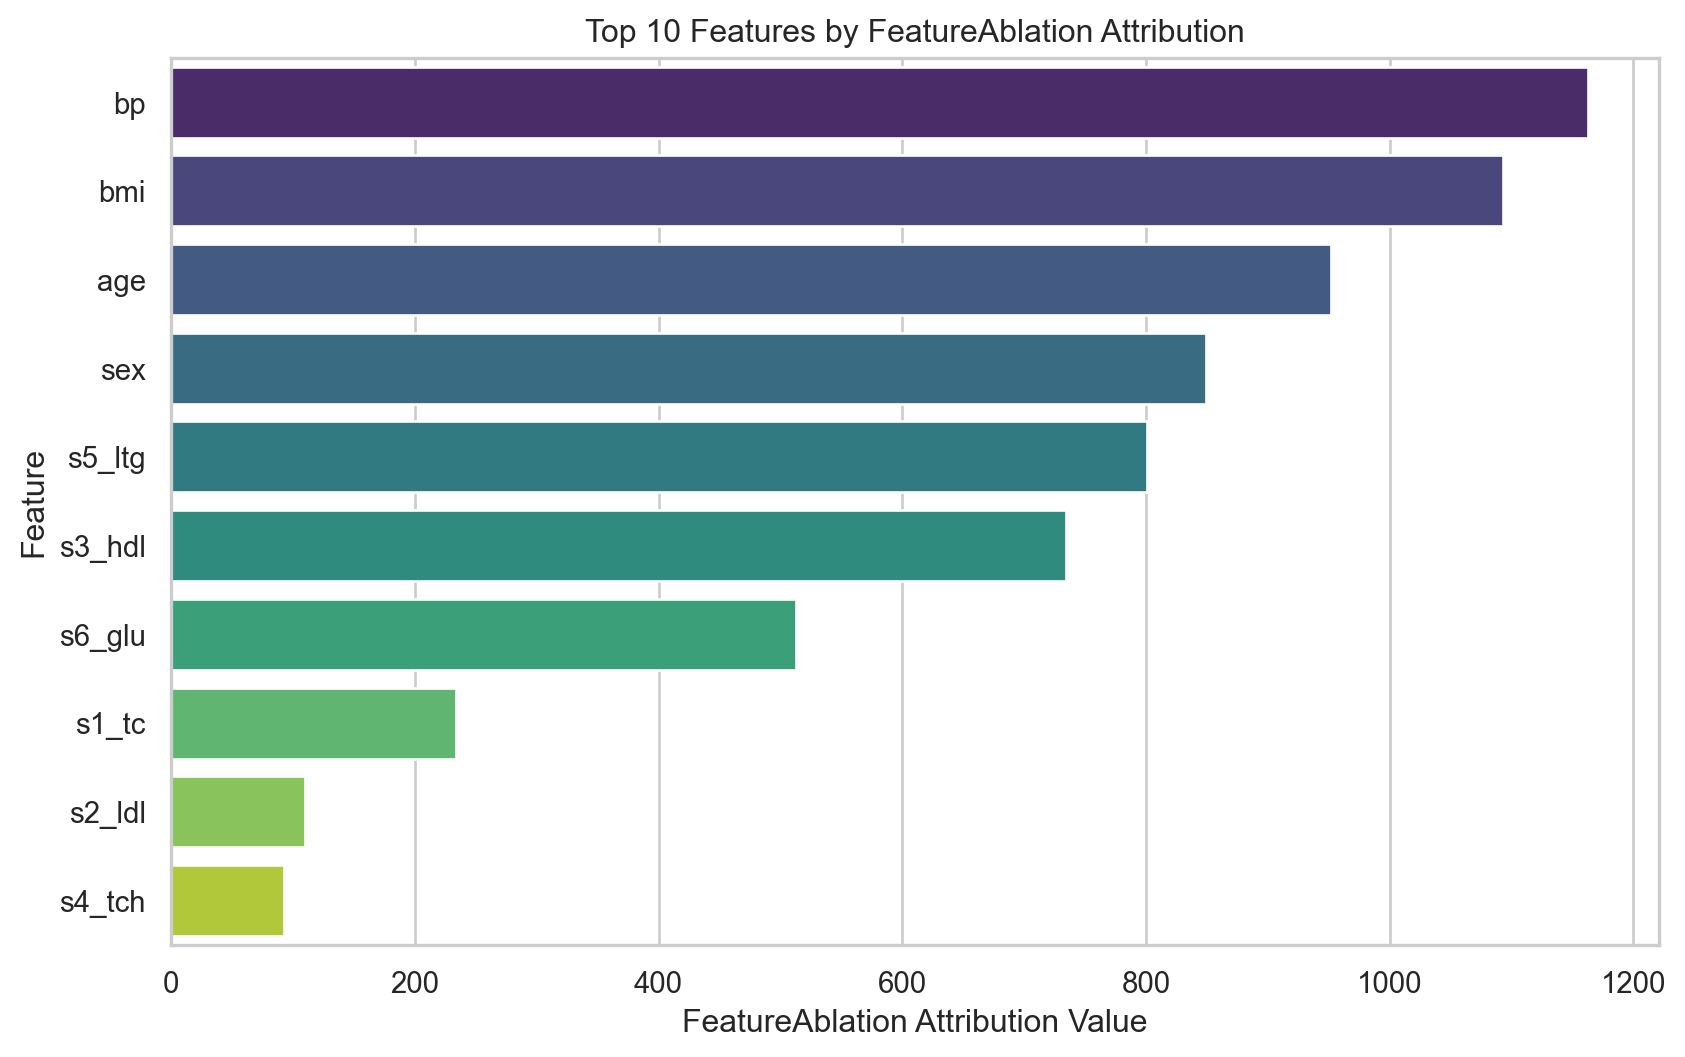 Top 10 Features by FeatureAblation Attribution
Feature
bp
bmi
age
sex
s5_ltg
s3_hdl
s6_glu
s1_tc
s2_ldl
s4_tch
0 200 400 600 800 1000 1200
FeatureAblation Attribution Value